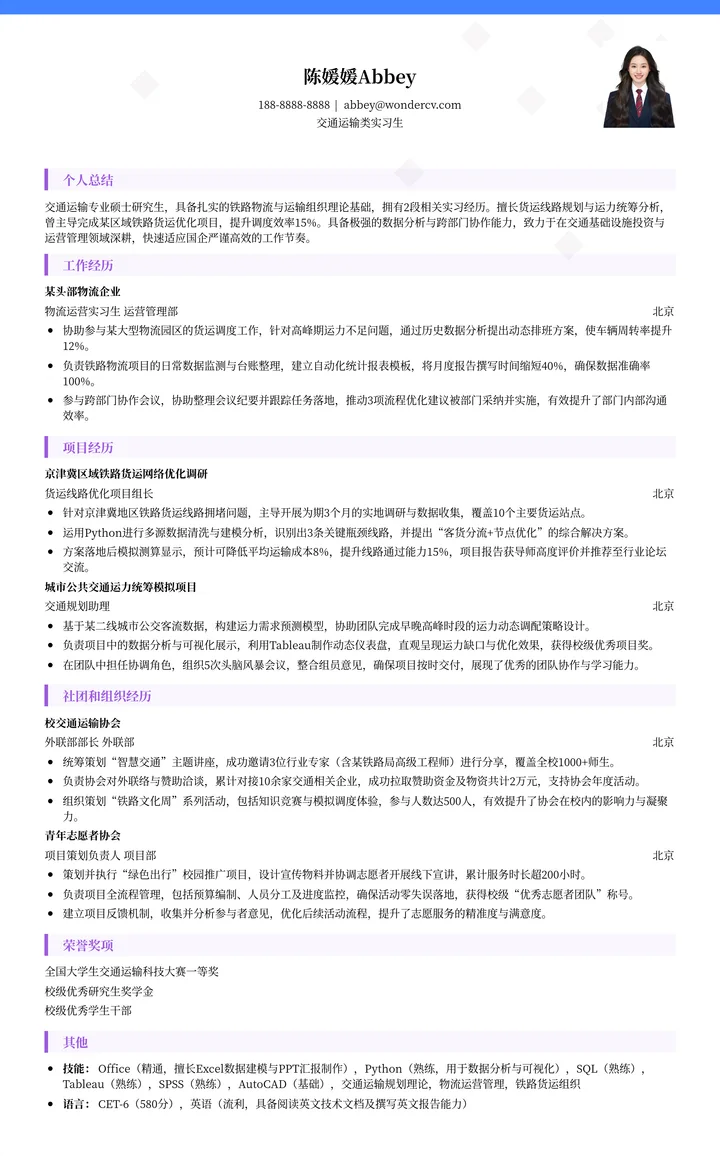 陈媛媛Abbey
188-8888-8888 | abbey@wondercv.com
交通运输类实习生
个人总结
交通运输专业硕士研究生，具备扎实的铁路物流与运输组织理论基础，拥有2段相关实习经历。擅长货运线路规划与运力统筹分析，
曾主导完成某区域铁路货运优化项目，提升调度效率15%。具备极强的数据分析与跨部门协作能力，致力于在交通基础设施投资与
运营管理领域深耕，快速适应国企严谨高效的工作节奏。
工作经历
某头部物流企业
物流运营实习生 运营管理部 北京
• 协助参与某大型物流园区的货运调度工作，针对高峰期运力不足问题，通过历史数据分析提出动态排班方案，使车辆周转率提升
12%。
• 负责铁路物流项目的日常数据监测与台账整理，建立自动化统计报表模板，将月度报告撰写时间缩短40%，确保数据准确率
100%。
• 参与跨部门协作会议，协助整理会议纪要并跟踪任务落地，推动3项流程优化建议被部门采纳并实施，有效提升了部门内部沟通
效率。
项目经历
京津冀区域铁路货运网络优化调研
货运线路优化项目组长 北京
• 针对京津冀地区铁路货运线路拥堵问题，主导开展为期3个月的实地调研与数据收集，覆盖10个主要货运站点。
• 运用Python进行多源数据清洗与建模分析，识别出3条关键瓶颈线路，并提出“客货分流+节点优化”的综合解决方案。
• 方案落地后模拟测算显示，预计可降低平均运输成本8%，提升线路通过能力15%，项目报告获导师高度评价并推荐至行业论坛
交流。
城市公共交通运力统筹模拟项目
交通规划助理 北京
• 基于某二线城市公交客流数据，构建运力需求预测模型，协助团队完成早晚高峰时段的运力动态调配策略设计。
• 负责项目中的数据分析与可视化展示，利用Tableau制作动态仪表盘，直观呈现运力缺口与优化效果，获得校级优秀项目奖。
• 在团队中担任协调角色，组织5次头脑风暴会议，整合组员意见，确保项目按时交付，展现了优秀的团队协作与学习能力。
社团和组织经历
校交通运输协会
外联部部长 外联部 北京
• 统筹策划“智慧交通”主题讲座，成功邀请3位行业专家（含某铁路局高级工程师）进行分享，覆盖全校1000+师生。
• 负责协会对外联络与赞助洽谈，累计对接10余家交通相关企业，成功拉取赞助资金及物资共计2万元，支持协会年度活动。
• 组织策划“铁路文化周”系列活动，包括知识竞赛与模拟调度体验，参与人数达500人，有效提升了协会在校内的影响力与凝聚
力。
青年志愿者协会
项目策划负责人 项目部 北京
• 策划并执行“绿色出行”校园推广项目，设计宣传物料并协调志愿者开展线下宣讲，累计服务时长超200小时。
• 负责项目全流程管理，包括预算编制、人员分工及进度监控，确保活动零失误落地，获得校级“优秀志愿者团队”称号。
• 建立项目反馈机制，收集并分析参与者意见，优化后续活动流程，提升了志愿服务的精准度与满意度。
荣誉奖项
全国大学生交通运输科技大赛一等奖
校级优秀研究生奖学金
校级优秀学生干部
其他
• 技能： Office（精通，擅长Excel数据建模与PPT汇报制作），Python（熟练，用于数据分析与可视化），SQL（熟练），
Tableau（熟练），SPSS（熟练），AutoCAD（基础），交通运输规划理论，物流运营管理，铁路货运组织
• 语言： CET-6（580分），英语（流利，具备阅读英文技术文档及撰写英文报告能力）